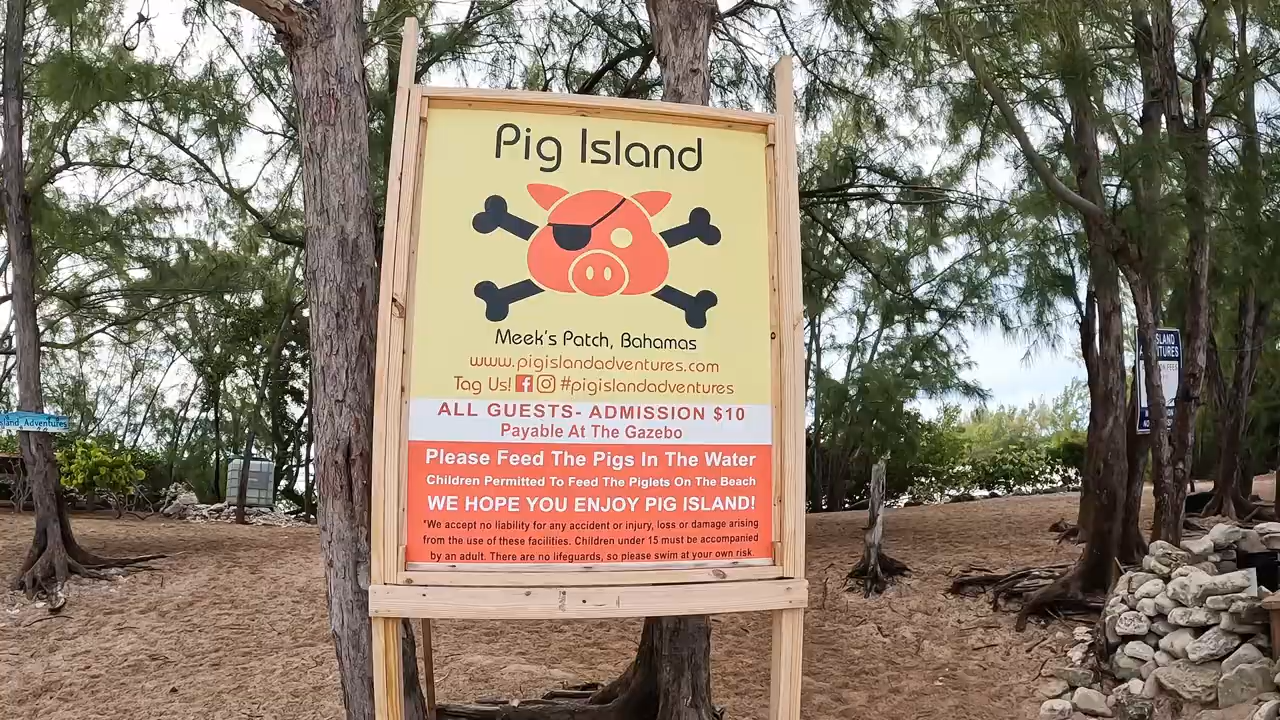 Pig Island
Meek's Patch, Bahamas
www.pigislandadventures.com
Tag Us! #pigislandadventures
ALL GUESTS- ADMISSION $10
Payable At The Gazebo
Please Feed The Pigs In The Water
Children Permitted To Feed The Piglets On The Beach
WE HOPE YOU ENJOY PIG ISLAND!
"We accept no liability for any accident or injury, loss or damage arising
from the use of these facilities. Children under 15 must be accompanied
by an adult. There are no lifeguards, so please swim at your own risk.
Island Adventures
ISLAND